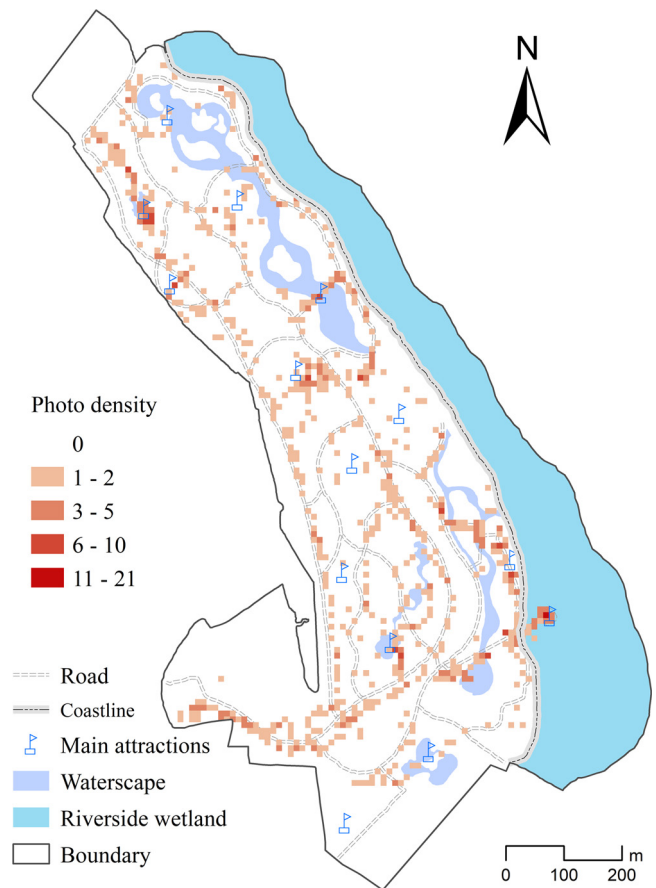 N
Photo density
0
1 - 2
3 - 5
6 - 10
11 - 21
Road
Coastline
Main attractions
Waterscape
Riverside wetland
Boundary
0 100 200 m